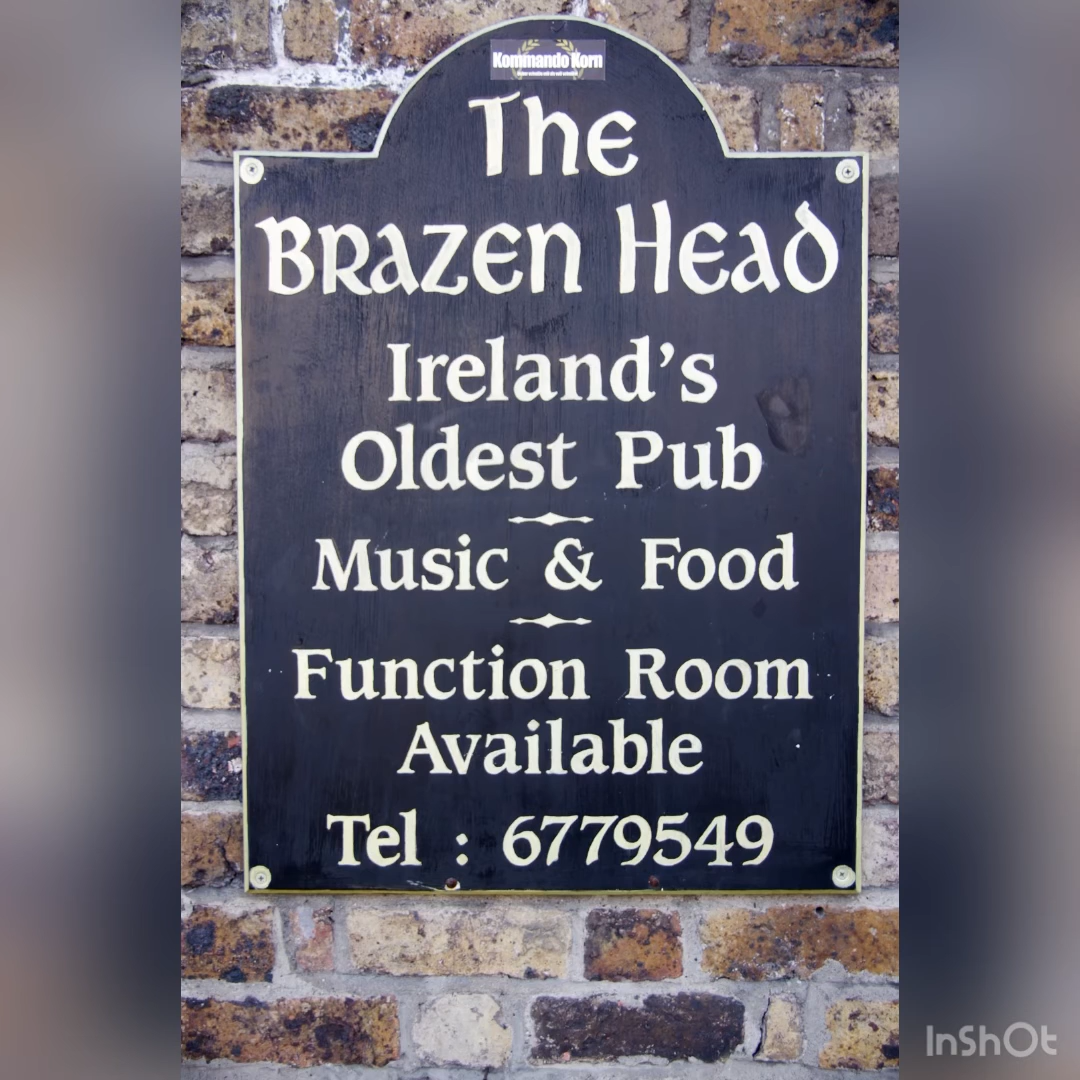 Kommando Korn
The
Brazen Head
Ireland's
Oldest Pub
Music & Food
Function Room
Available
Tel : 6779549
InShOt